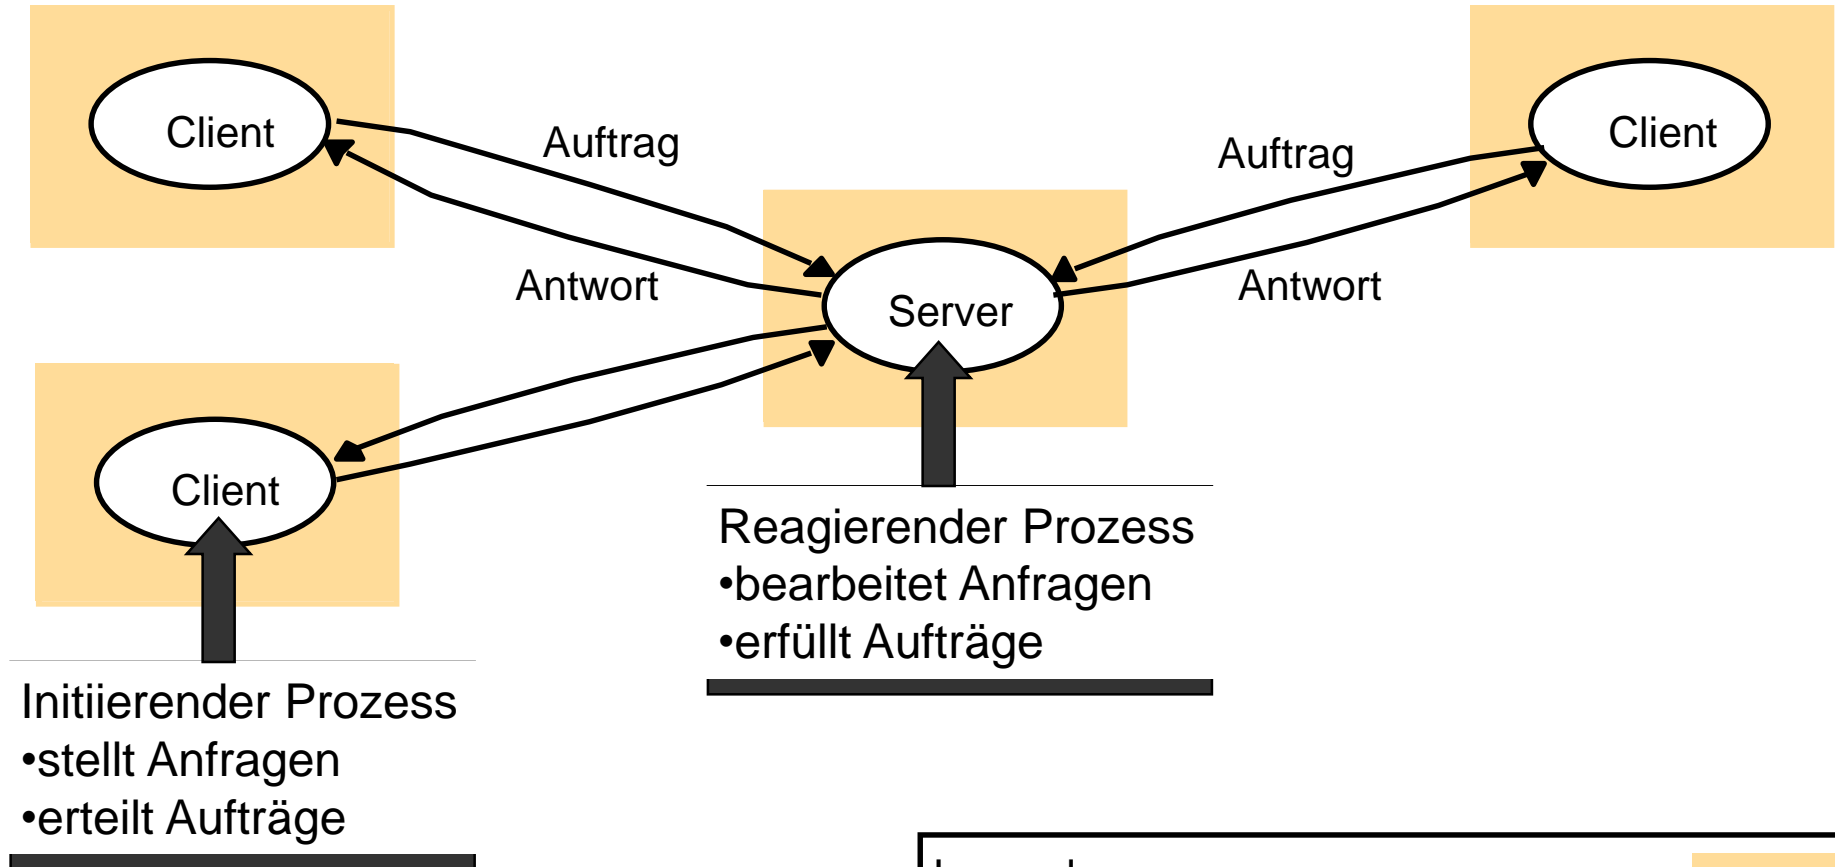 Client
Client
Auftrag
Auftrag
Antwort
Antwort
Server
Client
Reagierender Prozess
•bearbeitet Anfragen
•erfüllt Aufträge
Initiierender Prozess
•stellt Anfragen
•erteilt Aufträge